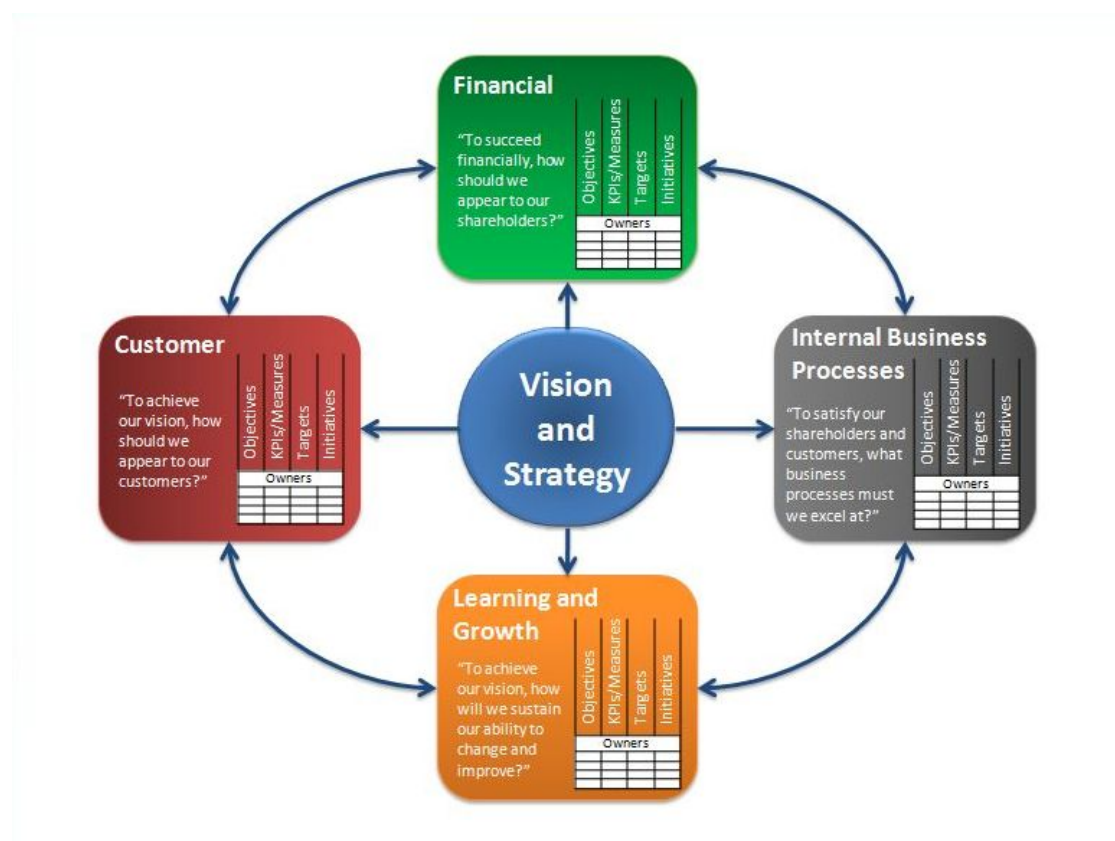 Financial
“To succeed
financially, how
should we
appear to our
shareholders?”
Objectives
KPIs/Measures
Targets
Initiatives
Owners
Customer
“To achieve
our vision, how
should we
appear to our
customers?”
Objectives
KPIs/Measures
Targets
Initiatives
Owners
Vision
and
Strategy
Internal Business
Processes
“To satisfy our
shareholders and
customers, what
business
processes must
we excel at?”
Objectives
KPIs/Measures
Targets
Initiatives
Owners
Learning and
Growth
“To achieve
our vision, how
will we sustain
our ability to
change and
improve?”
Objectives
KPIs/Measures
Targets
Initiatives
Owners